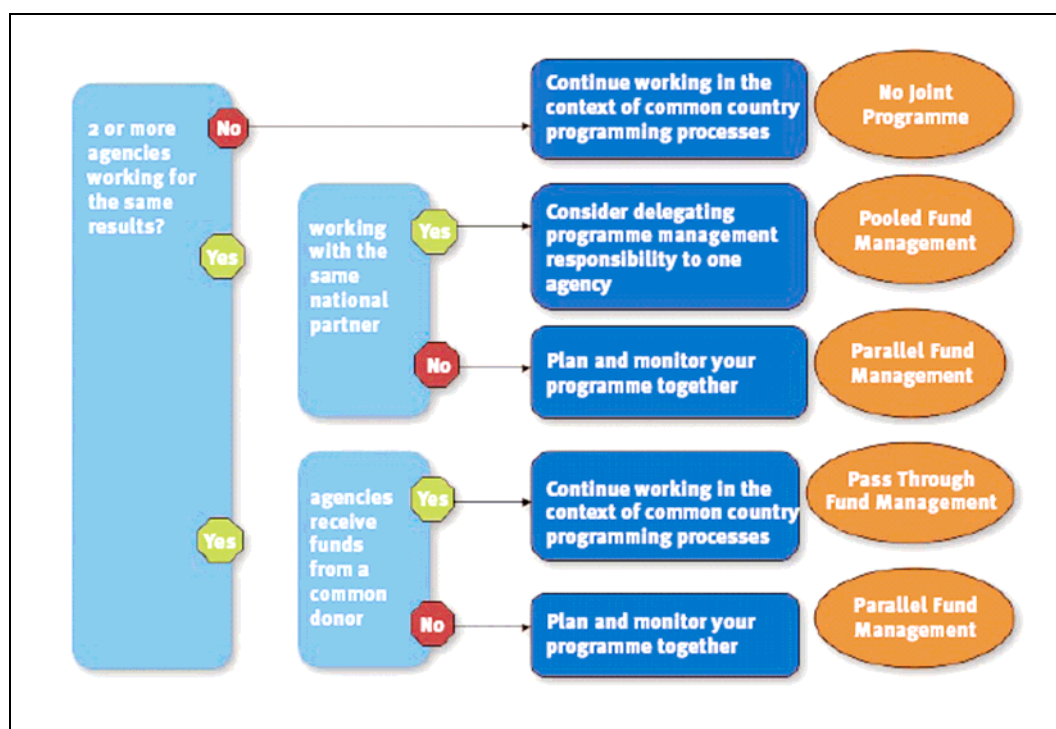 2 or more
agencies
working for
the same
results?
No
Yes
Yes
Continue working in the
context of common country
programming processes
No Joint
Programme
working
with the
same
national
partner
Yes
Consider delegating
programme management
responsibility to one
agency
Pooled Fund
Management
No
Plan and monitor your
programme together
Parallel Fund
Management
agencies
receive
funds
from a
common
donor
Yes
Continue working in the
context of common country
programming processes
Pass Through
Fund Management
No
Plan and monitor your
programme together
Parallel Fund
Management